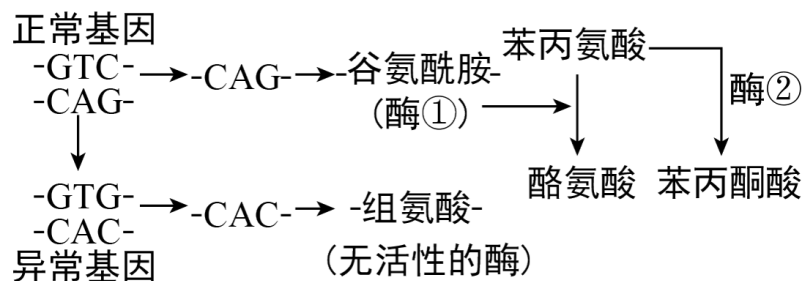 正常基因
-GTC-
-CAG-
-CAG-
-谷氨酰胺-
(酶①)
苯丙氨酸
酶②
酪氨酸
苯丙酮酸
-GTG-
-CAC-
异常基因
-CAC-
-组氨酸-
(无活性的酶)